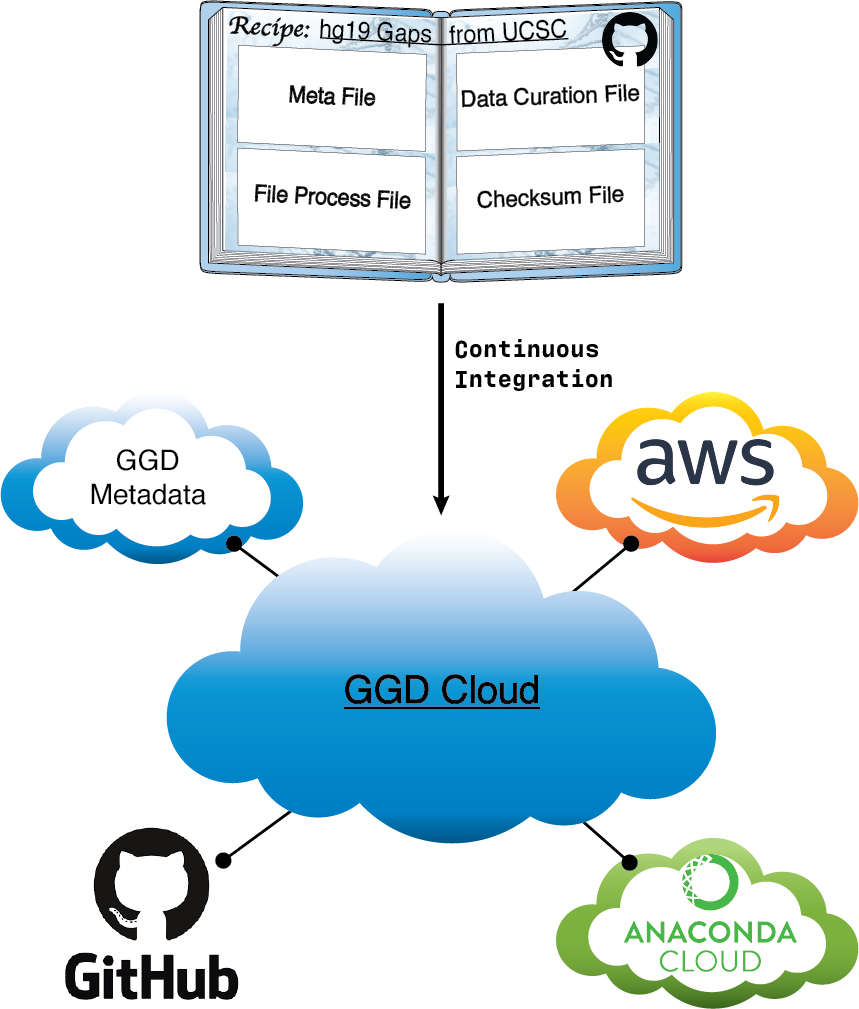 Recipe: hg19 Gaps from UCSC
Meta File
Data Curation File
File Process File
Checksum File
Continuous
Integration
GGD
Metadata
aws
GGD Cloud
GitHub
ANACONDA
CLOUD